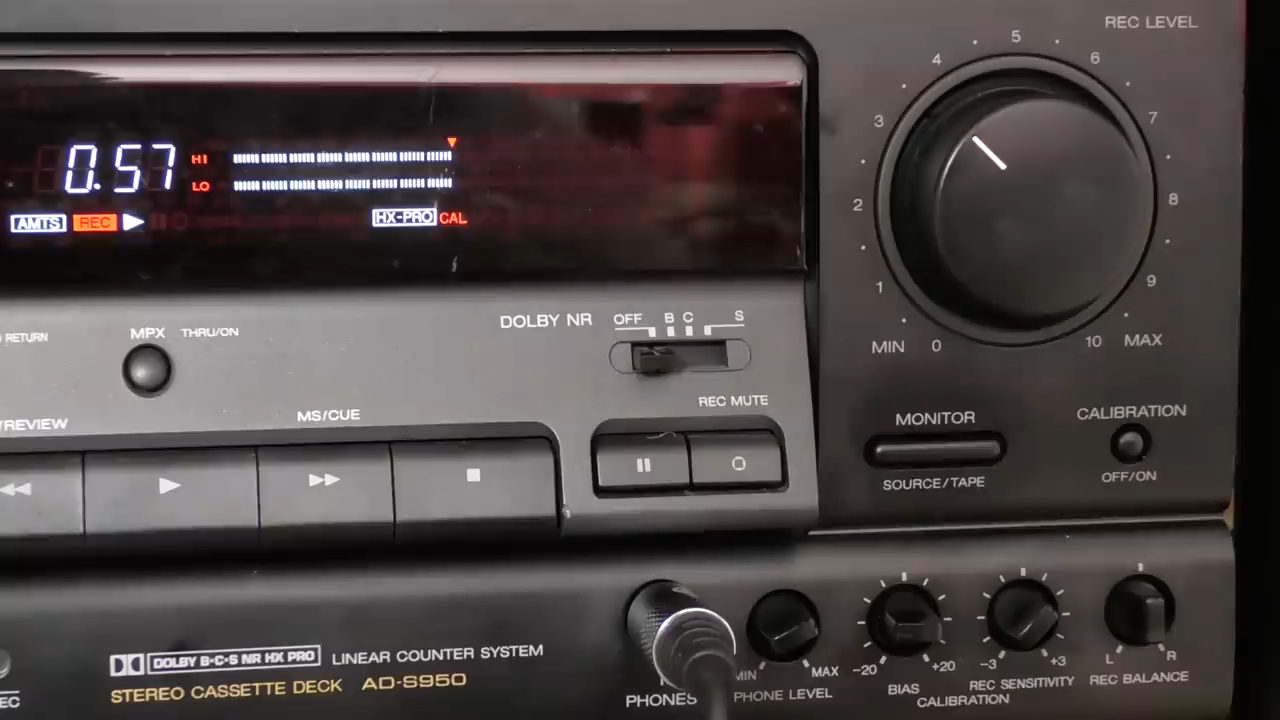 REC LEVEL
5
4 6
3 7
2 8
1 9
MIN 0 10 MAX
0.57 HI
LO
AMTS REC HX-PRO CAL
RETURN MPX THRU/ON
DOLBY NR OFF B C S
/REVIEW MS/CUE
REC MUTE
MONITOR
SOURCE/TAPE
CALIBRATION
OFF/ON
DOLBY B·C·S NR HX PRO LINEAR COUNTER SYSTEM
STEREO CASSETTE DECK AD-S950
PHONES
MIN MAX
PHONE LEVEL
-20 +20
BIAS
-3 +3
REC SENSITIVITY
CALIBRATION
L R
REC BALANCE